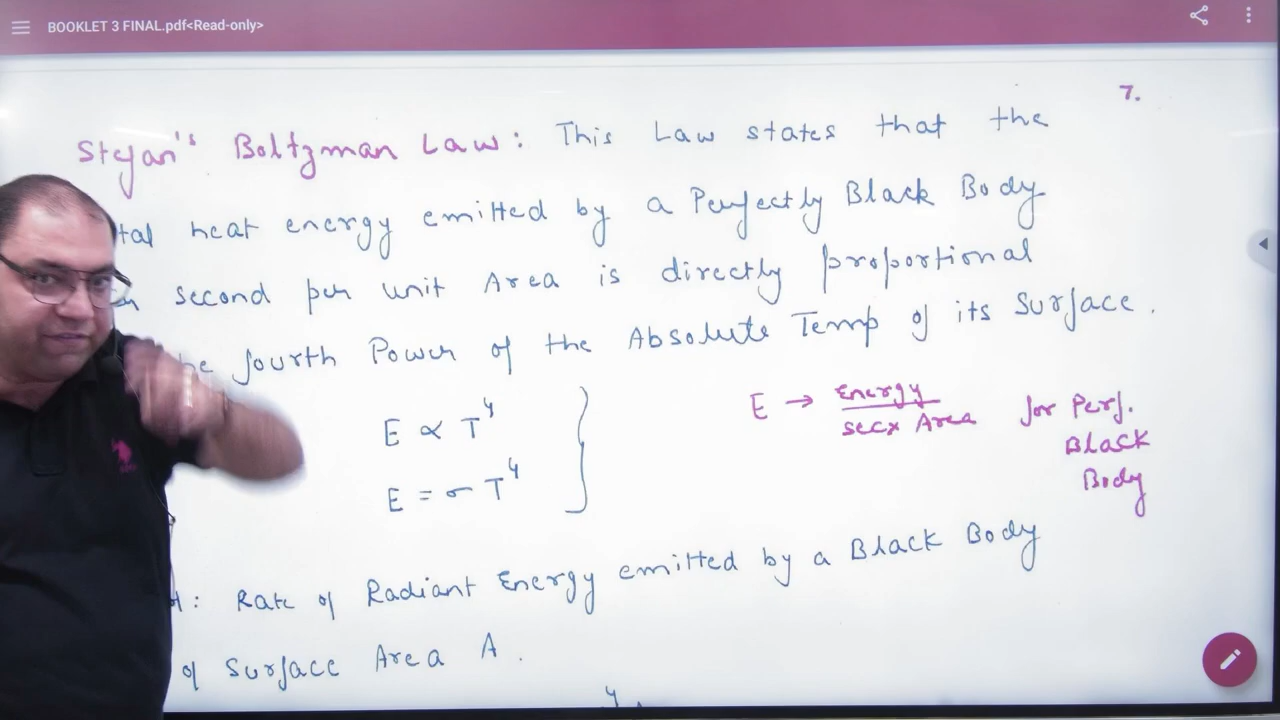 BOOKLET 3 FINAL.pdf<Read-only>
7.
Stefan's Boltzman Law: This Law states that the
tal heat energy emitted by a Perfectly Black Body
second per unit Area is directly proportional
he fourth Power of the Absolute Temp of its Surface.
E ∝ T⁴
E → Energy / sec x Area for Perf. Black Body
E = σ T⁴
: Rate of Radiant Energy emitted by a Black Body
of Surface Area A.
4